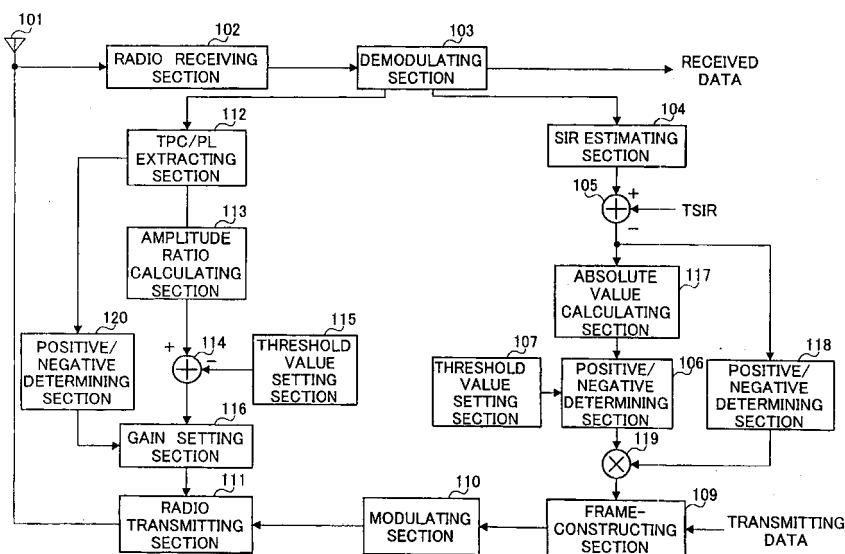 101
102
RADIO RECEIVING
SECTION
103
DEMODULATING
SECTION
RECEIVED
DATA
112
TPC/PL
EXTRACTING
SECTION
104
SIR ESTIMATING
SECTION
105
+
TSIR
−
113
AMPLITUDE
RATIO
CALCULATING
SECTION
117
ABSOLUTE
VALUE
CALCULATING
SECTION
120
POSITIVE/
NEGATIVE
DETERMINING
SECTION
+
−
114
115
THRESHOLD
VALUE
SETTING
SECTION
107
THRESHOLD
VALUE
SETTING
SECTION
106
POSITIVE/
NEGATIVE
DETERMINING
SECTION
118
POSITIVE/
NEGATIVE
DETERMINING
SECTION
116
GAIN SETTING
SECTION
119
111
RADIO
TRANSMITTING
SECTION
110
MODULATING
SECTION
109
FRAME-
CONSTRUCTING
SECTION
TRANSMITTING
DATA